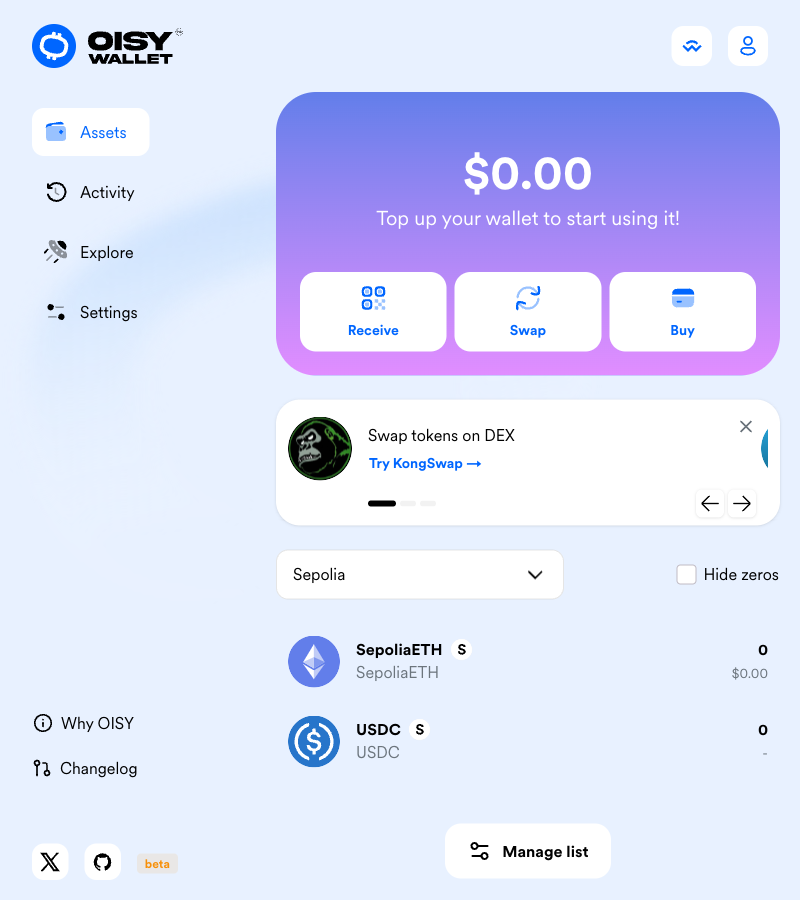 OISY
WALLET
Assets
Activity
Explore
Settings
$0.00
Top up your wallet to start using it!
Receive
Swap
Buy
Swap tokens on DEX
Try KongSwap →
Sepolia
Hide zeros
SepoliaETH S
0
SepoliaETH
$0.00
USDC S
0
USDC
-
Manage list
Why OISY
Changelog
beta